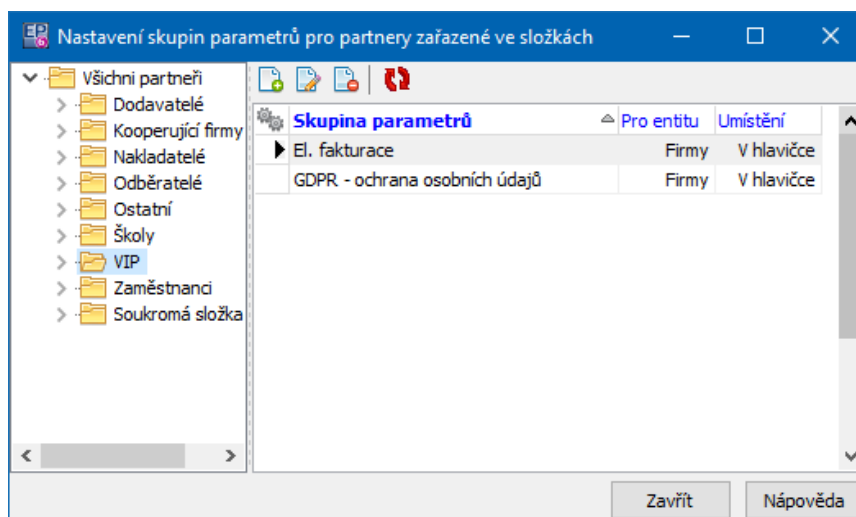 Nastavení skupin parametrů pro partnery zařazené ve složkách
Všichni partneři
Dodavatelé
Kooperující firmy
Nakladatelé
Odběratelé
Ostatní
Školy
VIP
Zaměstnanci
Soukromá složka
Skupina parametrů Pro entitu Umístění
El. fakturace Firmy V hlavičce
GDPR - ochrana osobních údajů Firmy V hlavičce
Zavřít Nápověda